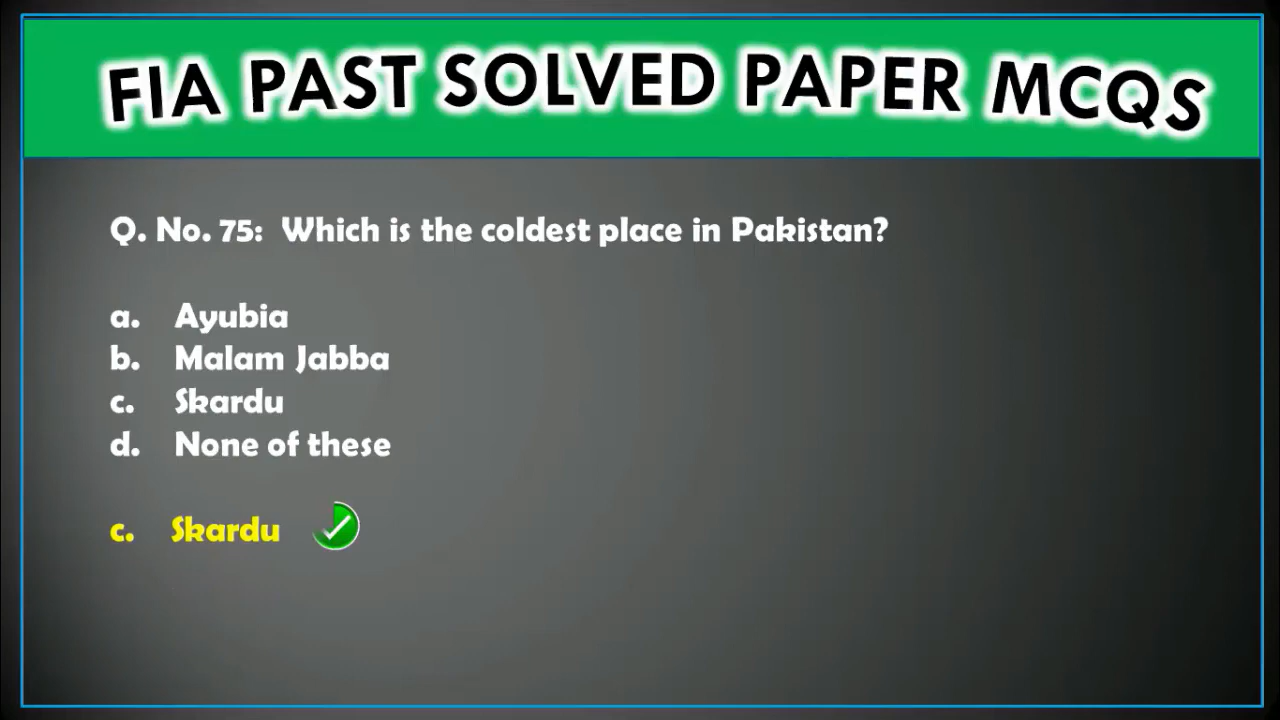 FIA PAST SOLVED PAPER MCQS
Q. No. 75: Which is the coldest place in Pakistan?
a. Ayubia
b. Malam Jabba
c. Skardu
d. None of these
c. Skardu